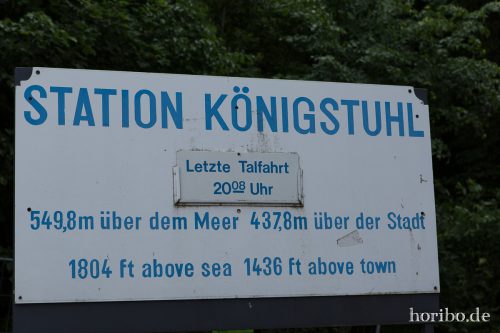 STATION KÖNIGSTUHL
Letzte Talfahrt
20⁰⁸ Uhr
549,8m über dem Meer 437,8m über der Stadt
1804 ft above sea 1436 ft above town
horibo.de